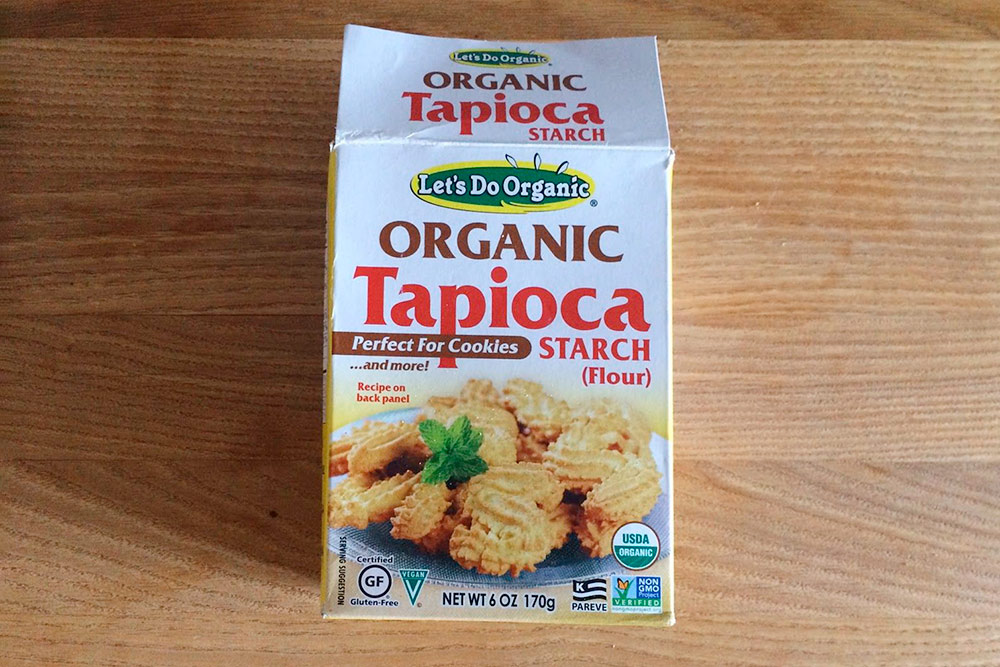 Let's Do Organic
ORGANIC
Tapioca
STARCH
Let's Do Organic®
ORGANIC
Tapioca
Perfect For Cookies
STARCH
...and more!
(Flour)
Recipe on
back panel
USDA
ORGANIC
SERVING SUGGESTION
Certified
GF
Gluten-Free
VEGAN
V
NET WT 6 OZ 170g
K
PAREVE
NON
GMO
Project
VERIFIED
nongmoproject.org